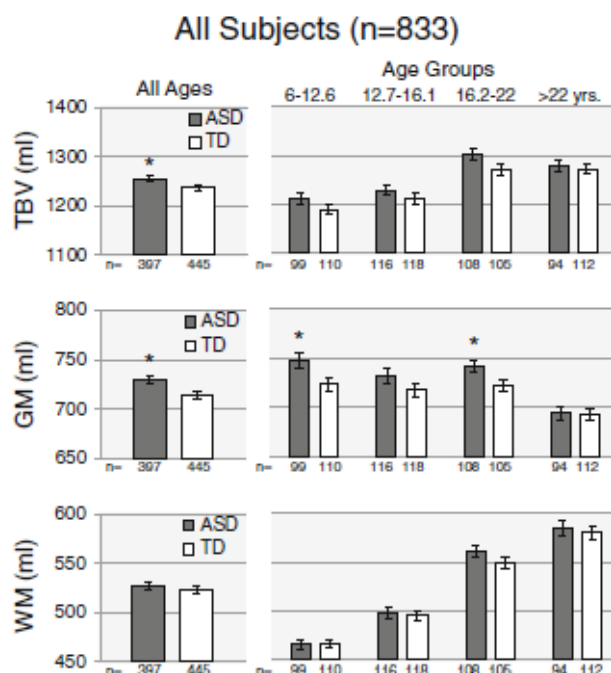 All Subjects (n=833)
Age Groups
All Ages 6-12.6 12.7-16.1 16.2-22 >22 yrs.
TBV (ml)
1400
1300
1200
1100
ASD
TD
*
n= 397 445 n= 99 110 116 118 108 105 94 112
GM (ml)
800
750
700
650
ASD
TD
* * *
n= 397 445 n= 99 110 116 118 108 105 94 112
WM (ml)
600
550
500
450
ASD
TD
n= 397 445 n= 99 110 116 118 108 105 94 112